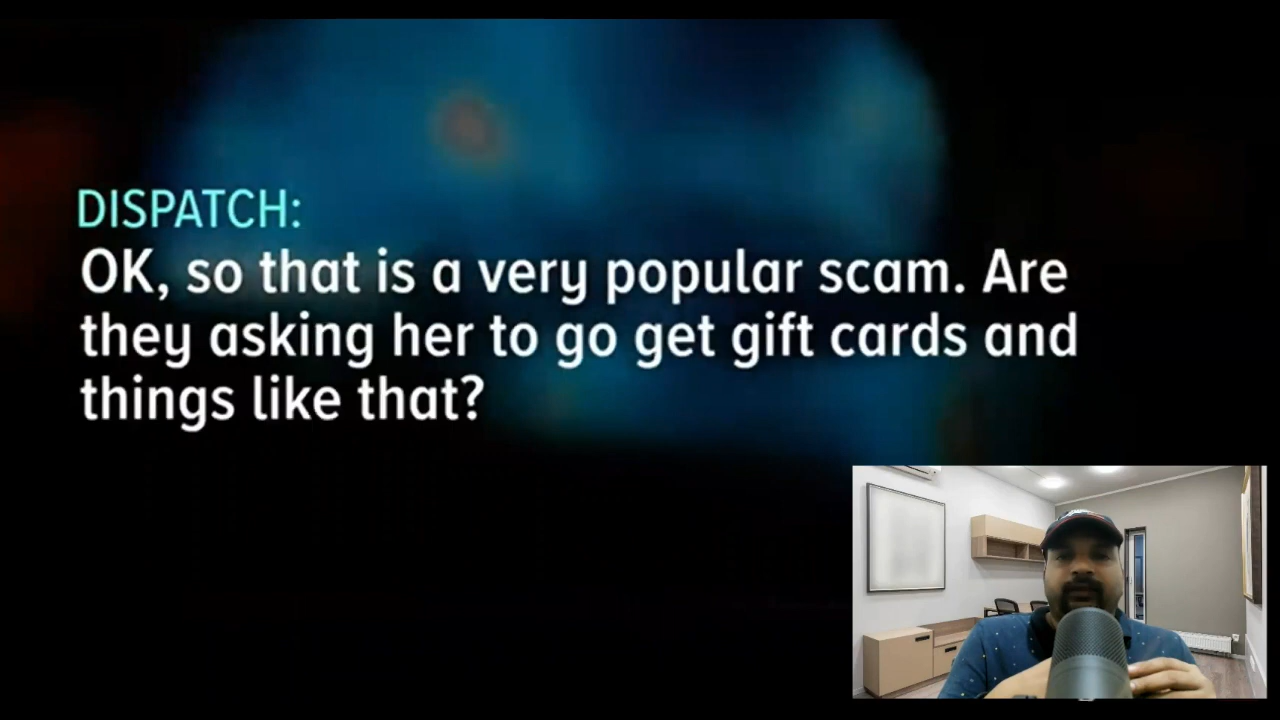 DISPATCH:
OK, so that is a very popular scam. Are
they asking her to go get gift cards and
things like that?